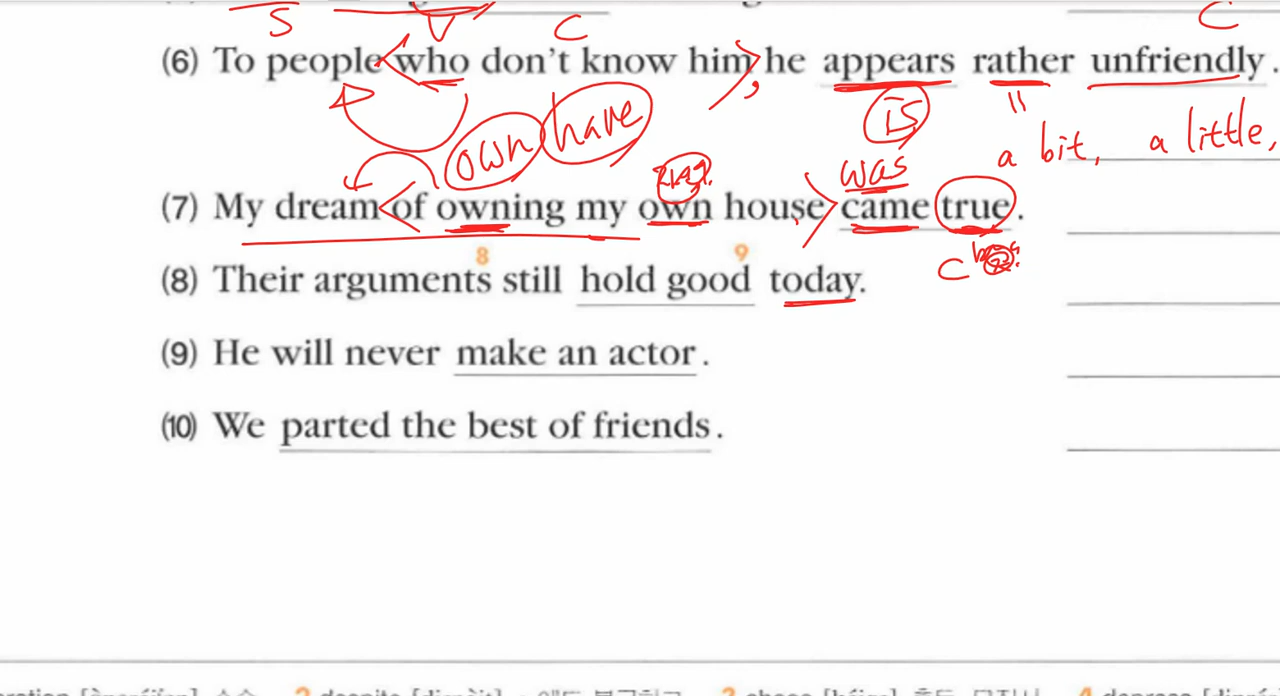 S V C C
(6) To people who don't know him, he appears rather unfriendly.
is
own have a bit, a little,
was
(7) My dream of owning my own house came true.
C
8 9
(8) Their arguments still hold good today.
(9) He will never make an actor.
(10) We parted the best of friends.